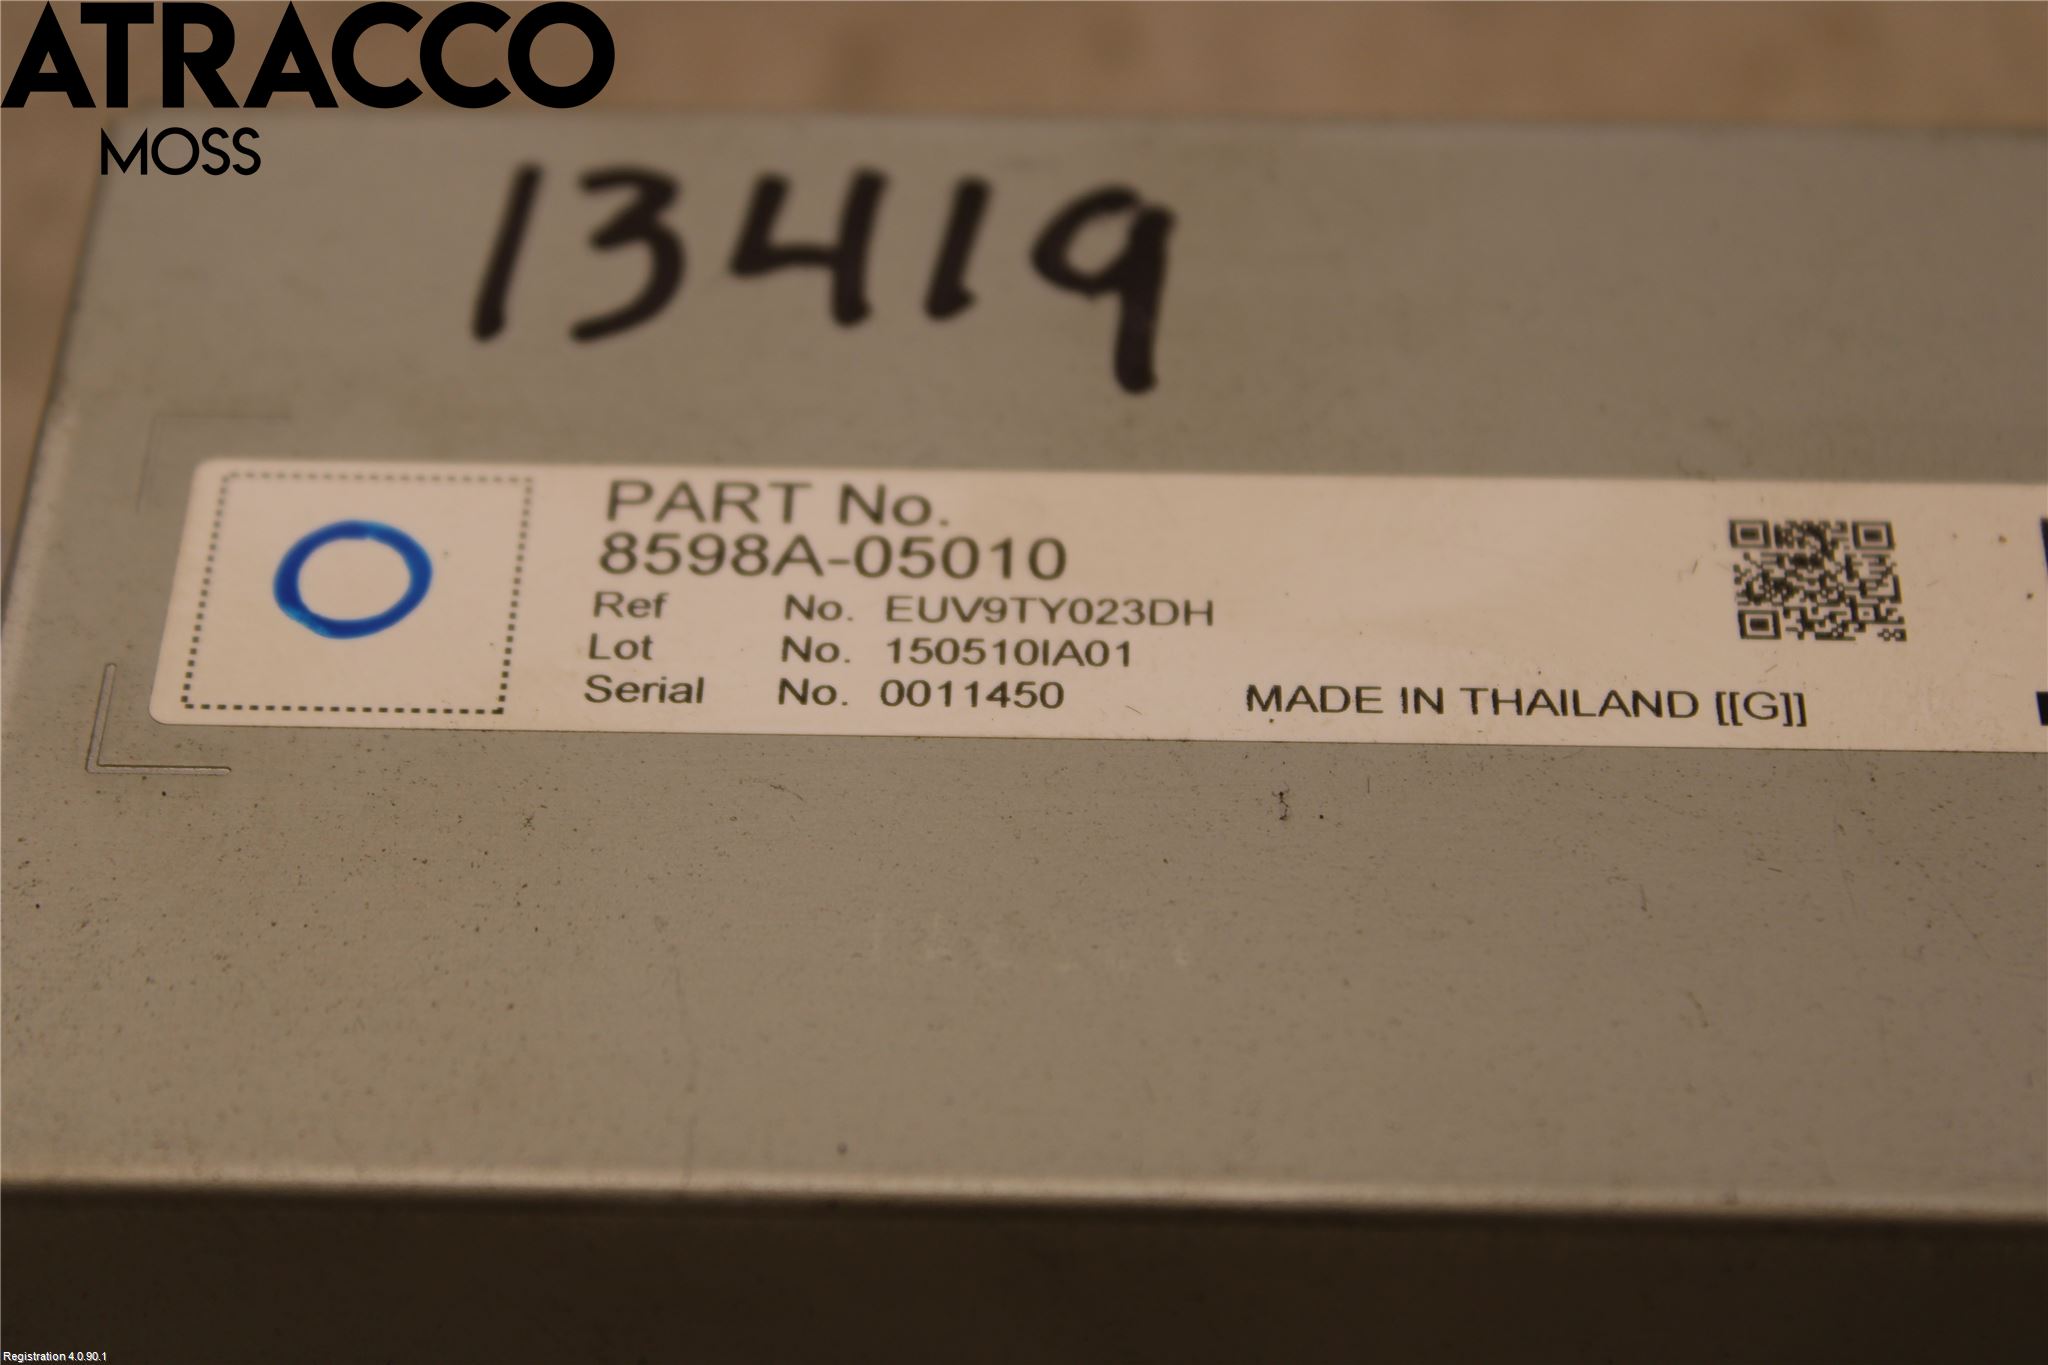 ATRACCO
MOSS
13419
PART No.
8598A-05010
Ref No. EUV9TY023DH
Lot No. 150510IA01
Serial No. 0011450
MADE IN THAILAND [[G]]
Registration 4.0.90.1